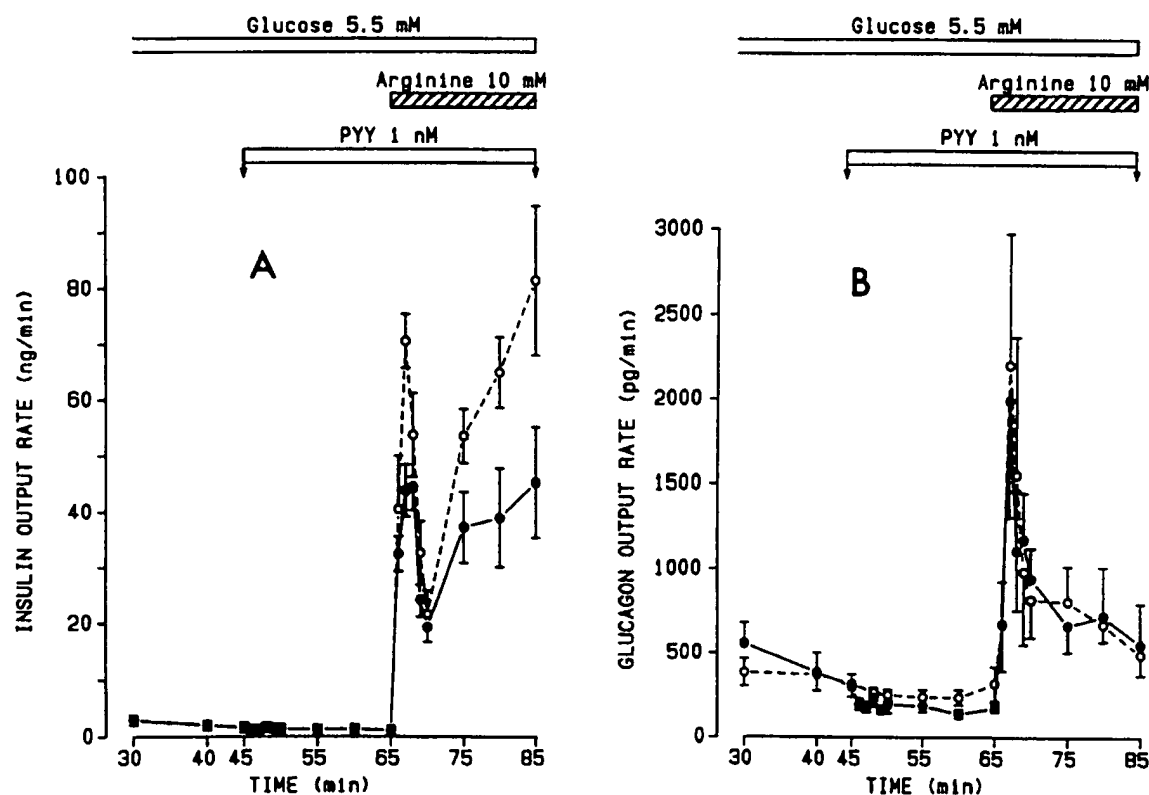 Glucose 5.5 mM
Arginine 10 mM
PYY 1 nM
A
INSULIN OUTPUT RATE (ng/min)
100
80
60
40
20
0
30 40 45 55 65 75 85
TIME (min)
Glucose 5.5 mM
Arginine 10 mM
PYY 1 nM
B
GLUCAGON OUTPUT RATE (pg/min)
3000
2500
2000
1500
1000
500
0
30 40 45 55 65 75 85
TIME (min)